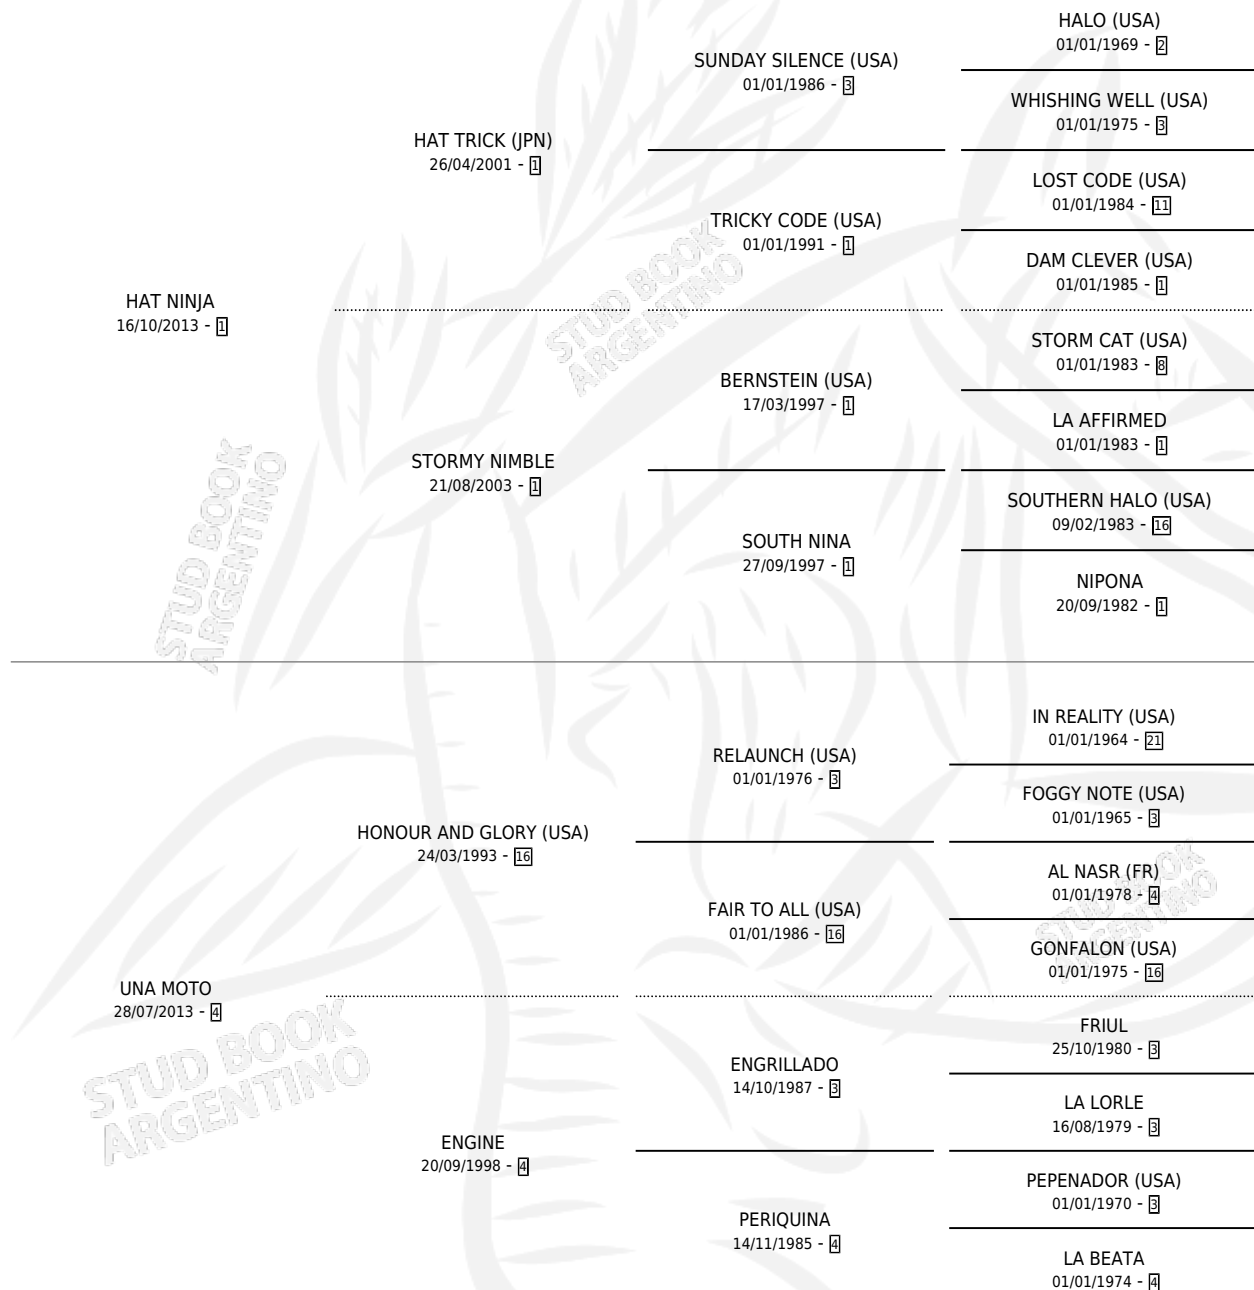 HALO (USA)
01/01/1969 - 2
SUNDAY SILENCE (USA)
01/01/1986 - 3
WHISHING WELL (USA)
01/01/1975 - 3
HAT TRICK (JPN)
26/04/2001 - 1
LOST CODE (USA)
01/01/1984 - 11
TRICKY CODE (USA)
01/01/1991 - 1
DAM CLEVER (USA)
01/01/1985 - 1
HAT NINJA
16/10/2013 - 1
STORM CAT (USA)
01/01/1983 - 8
BERNSTEIN (USA)
17/03/1997 - 1
LA AFFIRMED
01/01/1983 - 1
STORMY NIMBLE
21/08/2003 - 1
SOUTHERN HALO (USA)
09/02/1983 - 16
SOUTH NINA
27/09/1997 - 1
NIPONA
20/09/1982 - 1
IN REALITY (USA)
01/01/1964 - 21
RELAUNCH (USA)
01/01/1976 - 3
FOGGY NOTE (USA)
01/01/1965 - 3
HONOUR AND GLORY (USA)
24/03/1993 - 16
AL NASR (FR)
01/01/1978 - 4
FAIR TO ALL (USA)
01/01/1986 - 16
GONFALON (USA)
01/01/1975 - 16
UNA MOTO
28/07/2013 - 4
FRIUL
25/10/1980 - 3
ENGRILLADO
14/10/1987 - 3
LA LORLE
16/08/1979 - 3
ENGINE
20/09/1998 - 4
PEPENADOR (USA)
01/01/1970 - 3
PERIQUINA
14/11/1985 - 4
LA BEATA
01/01/1974 - 4
STUD BOOK
ARGENTINO
STUD BOOK
ARGENTINO
STUD BOOK
ARGENTINO
STUD BOOK
ARGENTINO